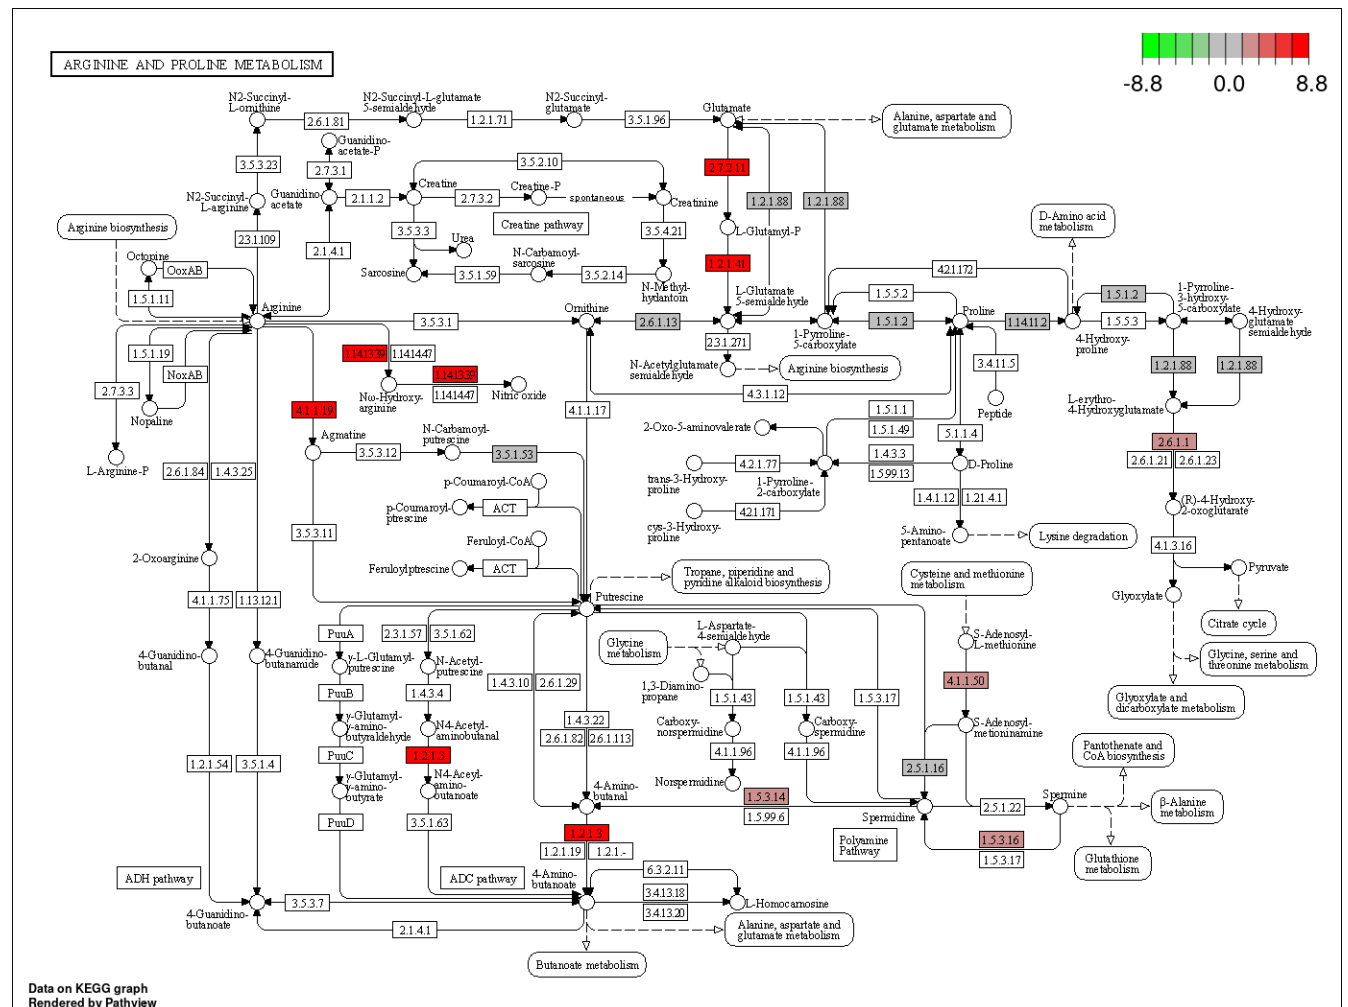 ARGININE AND PROLINE METABOLISM
-8.8 0.0 8.8
N2-Succinyl-
L-ornithine
2.6.1.81
N2-Succinyl-L-glutamate
5-semialdehyde
1.2.1.71
N2-Succinyl-
glutamate
3.5.1.96
Glutamate
Alanine, aspartate and
glutamate metabolism
3.5.3.23
Guanidino-
acetate-P
2.7.3.1
3.5.2.10
2.7.2.11
N2-Succinyl-
L-arginine
Guanidino
acetate
2.1.1.2
Creatine
2.7.3.2
Creatine-P
spontaneous
Creatinine
1.2.1.88
1.2.1.88
Arginine biosynthesis
2.3.1.109
2.1.4.1
3.5.3.3
Urea
Creatine pathway
3.5.4.21
L-Glutamyl-P
D-Amino acid
metabolism
Octopine
OoxAB
1.5.1.11
Sarcosine
3.5.1.59
N-Carbamoyl-
sarcosine
3.5.2.14
N-Methyl-
hydantoin
1.2.1.41
4.2.1.172
L-Glutamate
5-semialdehyde
1.5.5.2
1.5.1.2
1-Pyrroline-
3-hydroxy-
5-carboxylate
Arginine
3.5.3.1
Ornithine
2.6.1.13
1-Pyrroline-
5-carboxylate
1.5.1.2
Proline
1.14.11.2
4-Hydroxy-
proline
1.5.5.3
4-Hydroxy-
glutamate
semialdehyde
1.5.1.19
NoxAB
1.14.13.39
1.14.14.47
2.3.1.271
N-Acetylglutamate
semialdehyde
Arginine biosynthesis
3.4.11.5
1.2.1.88
1.2.1.88
2.7.3.3
Nopaline
Nω-Hydroxy-
arginine
1.14.13.39
1.14.14.47
Nitric oxide
4.3.1.12
Peptide
L-erythro-
4-Hydroxyglutamate
4.1.1.19
4.1.1.17
1.5.1.1
1.5.1.49
2-Oxo-5-aminovalerate
5.1.1.4
L-Arginine-P
Agmatine
3.5.3.12
N-Carbamoyl-
putrescine
3.5.1.53
2.6.1.1
2.6.1.21
2.6.1.23
2.6.1.84
1.4.3.25
trans-3-Hydroxy-
proline
4.2.1.77
1-Pyrroline-
2-carboxylate
1.4.3.3
1.5.99.13
D-Proline
p-Coumaroyl-CoA
p-Coumaroyl-
ptrescine
ACT
cys-3-Hydroxy-
proline
4.2.1.171
1.4.1.12
1.21.4.1
(R)-4-Hydroxy-
2-oxoglutarate
3.5.3.11
Feruloyl-CoA
Feruloylptrescine
ACT
5-Amino-
pentanoate
Lysine degradation
4.1.3.16
2-Oxoarginine
Tropane, piperidine and
pyridine alkaloid biosynthesis
Cysteine and methionine
metabolism
Pyruvate
Glyoxylate
4.1.1.75
1.13.12.1
Putrescine
Citrate cycle
PuuA
2.3.1.57
3.5.1.62
Glycine
metabolism
L-Aspartate-
4-semialdehyde
S-Adenosyl-
L-methionine
4-Guanidino-
butanal
4-Guanidino-
butanamide
γ-L-Glutamyl-
putrescine
N-Acetyl-
putrescine
Glycine, serine and
threonine metabolism
1.4.3.10
2.6.1.29
1,3-Diamino-
propane
4.1.1.50
PuuB
1.4.3.4
1.5.1.43
1.5.1.43
1.5.3.17
Glyoxylate and
dicarboxylate metabolism
γ-Glutamyl-
γ-amino-
butyraldehyde
N4-Acetyl-
aminobutanal
1.4.3.22
2.6.1.82
2.6.1.113
Carboxy-
norspermidine
Carboxy-
spermidine
S-Adenosyl-
metioninamine
PuuC
1.2.1.3
4.1.1.96
4.1.1.96
Pantothenate and
CoA biosynthesis
1.2.1.54
3.5.1.4
γ-Glutamyl-
γ-amino-
butyrate
N4-Aceyl-
amino-
butanoate
4-Amino-
butanal
Norspermidine
2.5.1.16
1.5.3.14
1.5.99.6
Spermidine
2.5.1.22
Spermine
β-Alanine
metabolism
PuuD
3.5.1.63
1.2.1.3
1.2.1.19
1.2.1.-
Polyamine
Pathway
1.5.3.16
1.5.3.17
Glutathione
metabolism
ADH pathway
ADC pathway
4-Amino-
butanoate
6.3.2.11
3.4.13.18
3.4.13.20
L-Homocarnosine
4-Guanidino-
butanoate
3.5.3.7
2.1.4.1
Alanine, aspartate and
glutamate metabolism
Butanoate metabolism
Data on KEGG graph
Rendered by Pathview